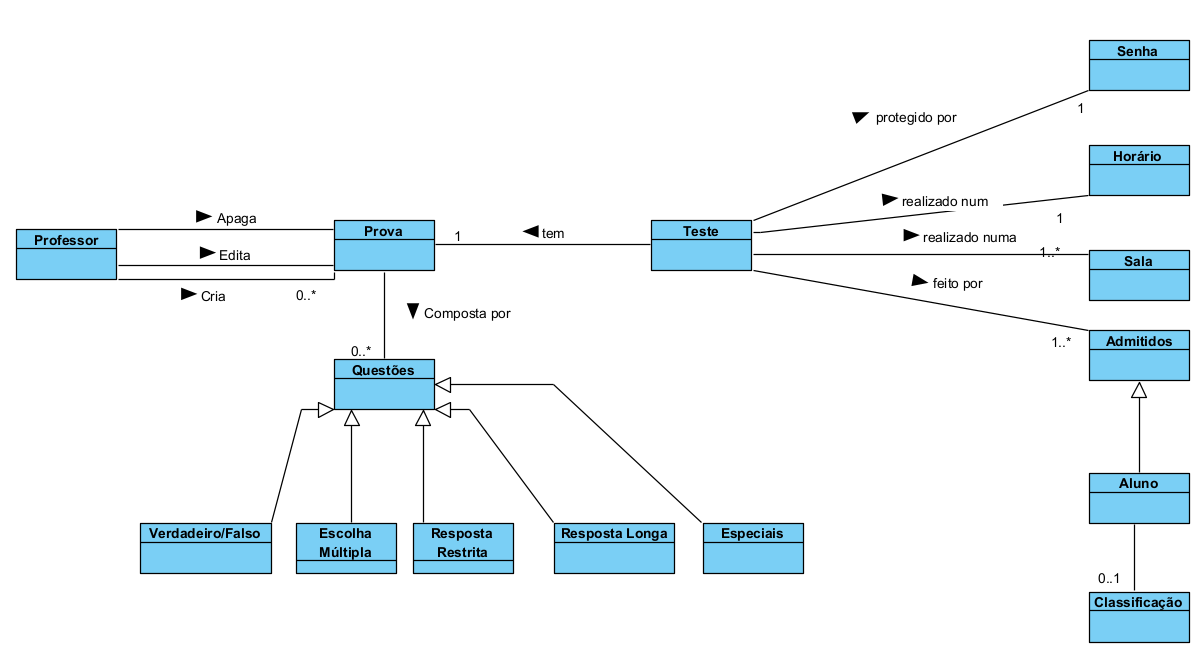 Senha
protegido por
1
Horário
realizado num
1
Apaga
Prova
Teste
Professor
1
tem
realizado numa
Edita
1..*
Sala
Cria
0..*
feito por
Composta por
1..*
Admitidos
0..*
Questões
Aluno
Verdadeiro/Falso
Escolha
Múltipla
Resposta
Restrita
Resposta Longa
Especiais
0..1
Classificação